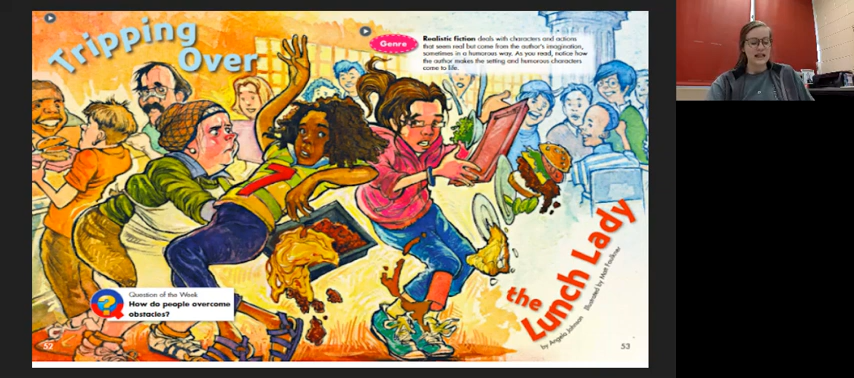 Tripping
Over
Genre
Realistic fiction deals with characters and actions
that seem real but come from the author's imagination,
sometimes in a humorous way. As you read, notice how
the author makes the setting and humorous characters
come to life.
the
Lunch Lady
by Angela Johnson illustrated by Matt Faulkner
Question of the Week
How do people overcome
obstacles?
52
53